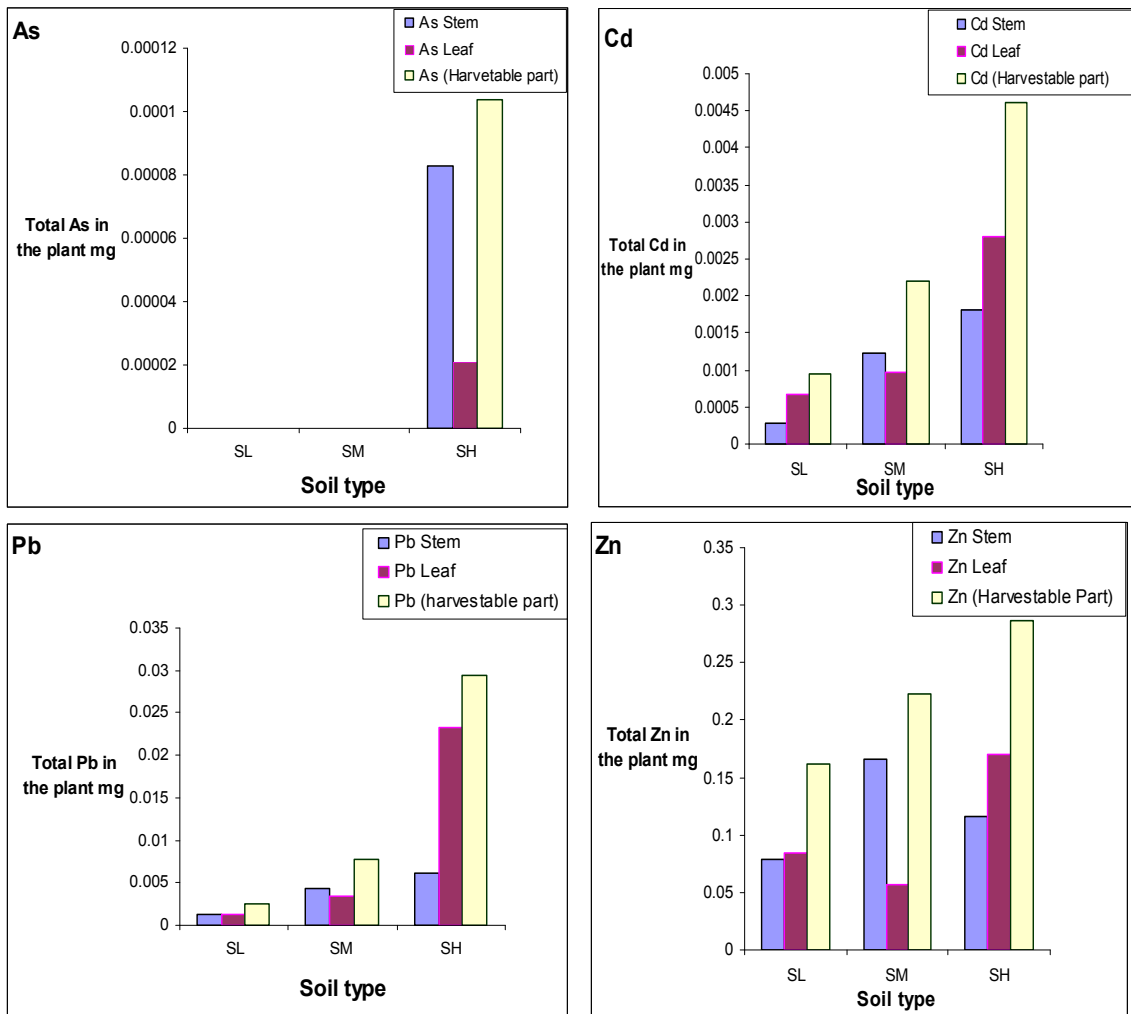 As
As Stem
As Leaf
As (Harvetable part)
0.00012
0.0001
0.00008
0.00006
0.00004
0.00002
0
Total As in
the plant mg
SL
SM
SH
Soil type
Cd
Cd Stem
Cd Leaf
Cd (Harvestable part)
0.005
0.0045
0.004
0.0035
0.003
0.0025
0.002
0.0015
0.001
0.0005
0
Total Cd in
the plant mg
SL
SM
SH
Soil type
Pb
Pb Stem
Pb Leaf
Pb (harvestable part)
0.035
0.03
0.025
0.02
0.015
0.01
0.005
0
Total Pb in
the plant mg
SL
SM
SH
Soil type
Zn
Zn Stem
Zn Leaf
Zn (Harvestable Part)
0.35
0.3
0.25
0.2
0.15
0.1
0.05
0
Total Zn in
the plant mg
SL
SM
SH
Soil type